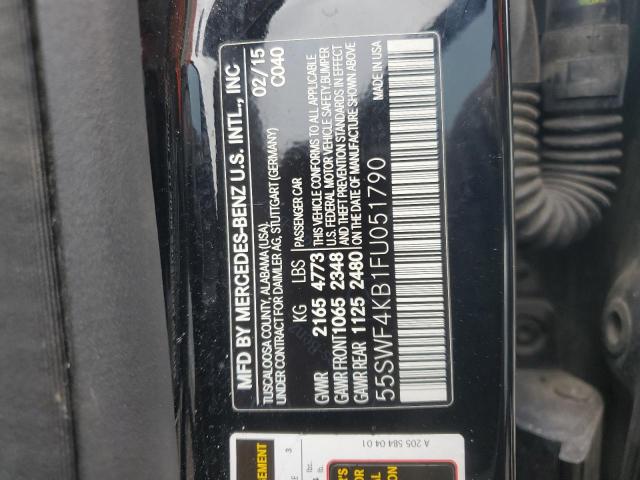 MFD BY MERCEDES-BENZ U.S. INTL., INC. 02/15
TUSCALOOSA COUNTY, ALABAMA (USA) C040
UNDER CONTRACT FOR DAIMLER AG, STUTTGART (GERMANY)
KG LBS PASSENGER CAR
GVWR 2165 4773 THIS VEHICLE CONFORMS TO ALL APPLICABLE
U.S. FEDERAL MOTOR VEHICLE SAFETY, BUMPER
GAWR FRONT 1065 2348 AND THEFT PREVENTION STANDARDS IN EFFECT
GAWR REAR 1125 2480 ON THE DATE OF MANUFACTURE SHOWN ABOVE
55SWF4KB1FU051790 MADE IN USA
A 205 584 04 01
3
lbs.